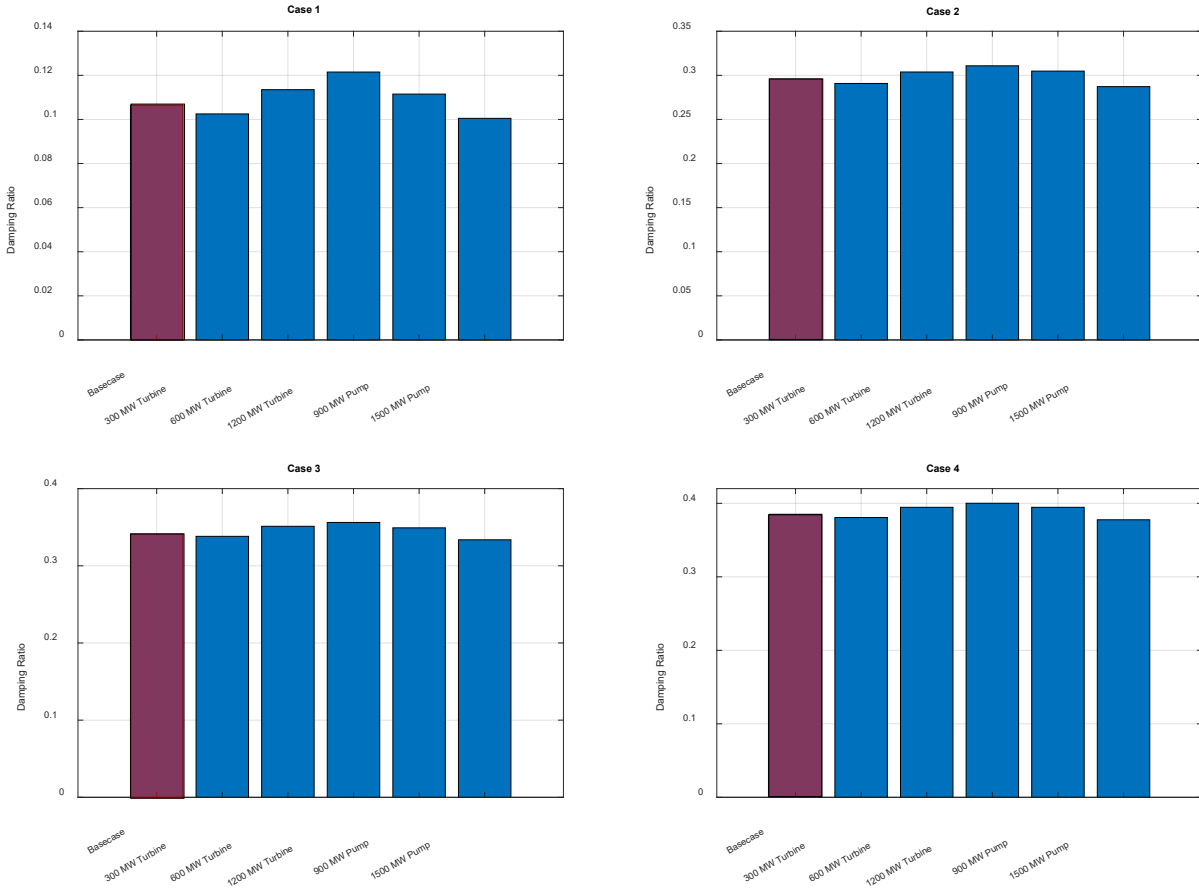 Case 1
0.14
0.12
0.1
0.08
0.06
0.04
0.02
0
Damping Ratio
Basecase
300 MW Turbine
600 MW Turbine
1200 MW Turbine
900 MW Pump
1500 MW Pump
Case 2
0.35
0.3
0.25
0.2
0.15
0.1
0.05
0
Damping Ratio
Basecase
300 MW Turbine
600 MW Turbine
1200 MW Turbine
900 MW Pump
1500 MW Pump
Case 3
0.4
0.3
0.2
0.1
0
Damping Ratio
Basecase
300 MW Turbine
600 MW Turbine
1200 MW Turbine
900 MW Pump
1500 MW Pump
Case 4
0.4
0.3
0.2
0.1
0
Damping Ratio
Basecase
300 MW Turbine
600 MW Turbine
1200 MW Turbine
900 MW Pump
1500 MW Pump